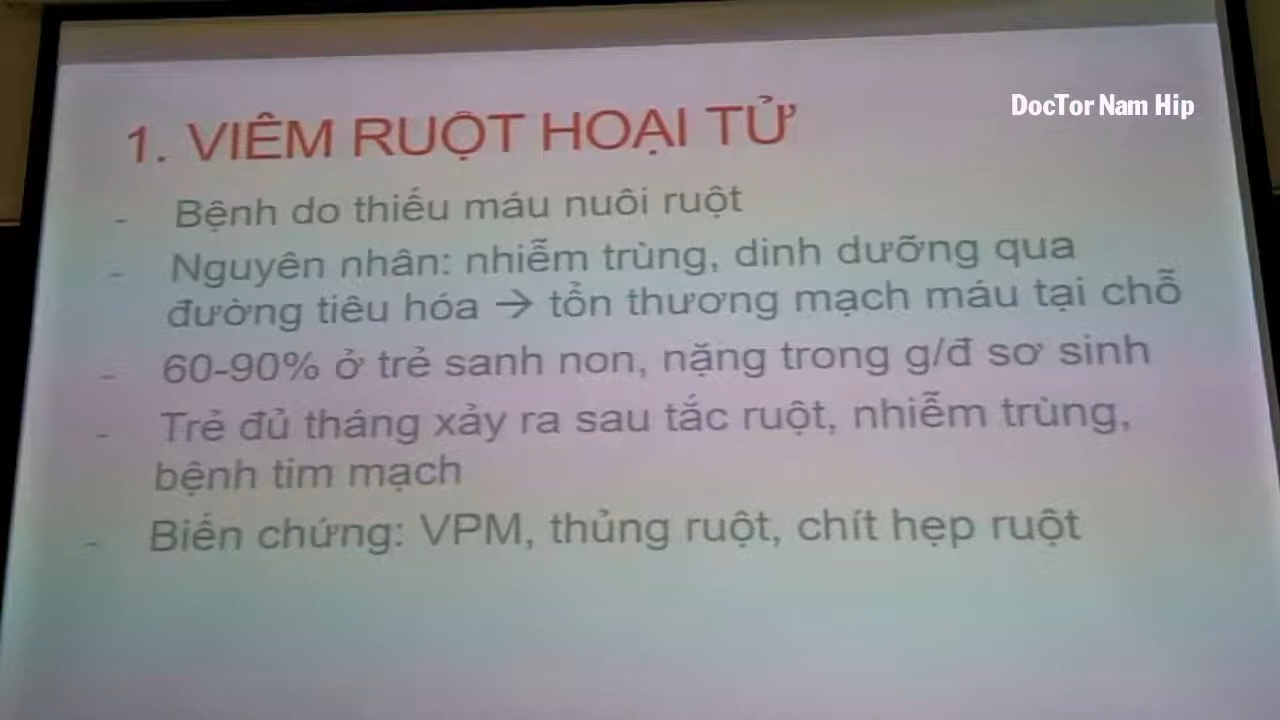 DocTor Nam Hip
1. VIÊM RUỘT HOẠI TỬ
- Bệnh do thiếu máu nuôi ruột
- Nguyên nhân: nhiễm trùng, dinh dưỡng qua
đường tiêu hóa → tổn thương mạch máu tại chỗ
- 60-90% ở trẻ sanh non, nặng trong g/đ sơ sinh
- Trẻ đủ tháng xảy ra sau tắc ruột, nhiễm trùng,
bệnh tim mạch
- Biến chứng: VPM, thủng ruột, chít hẹp ruột